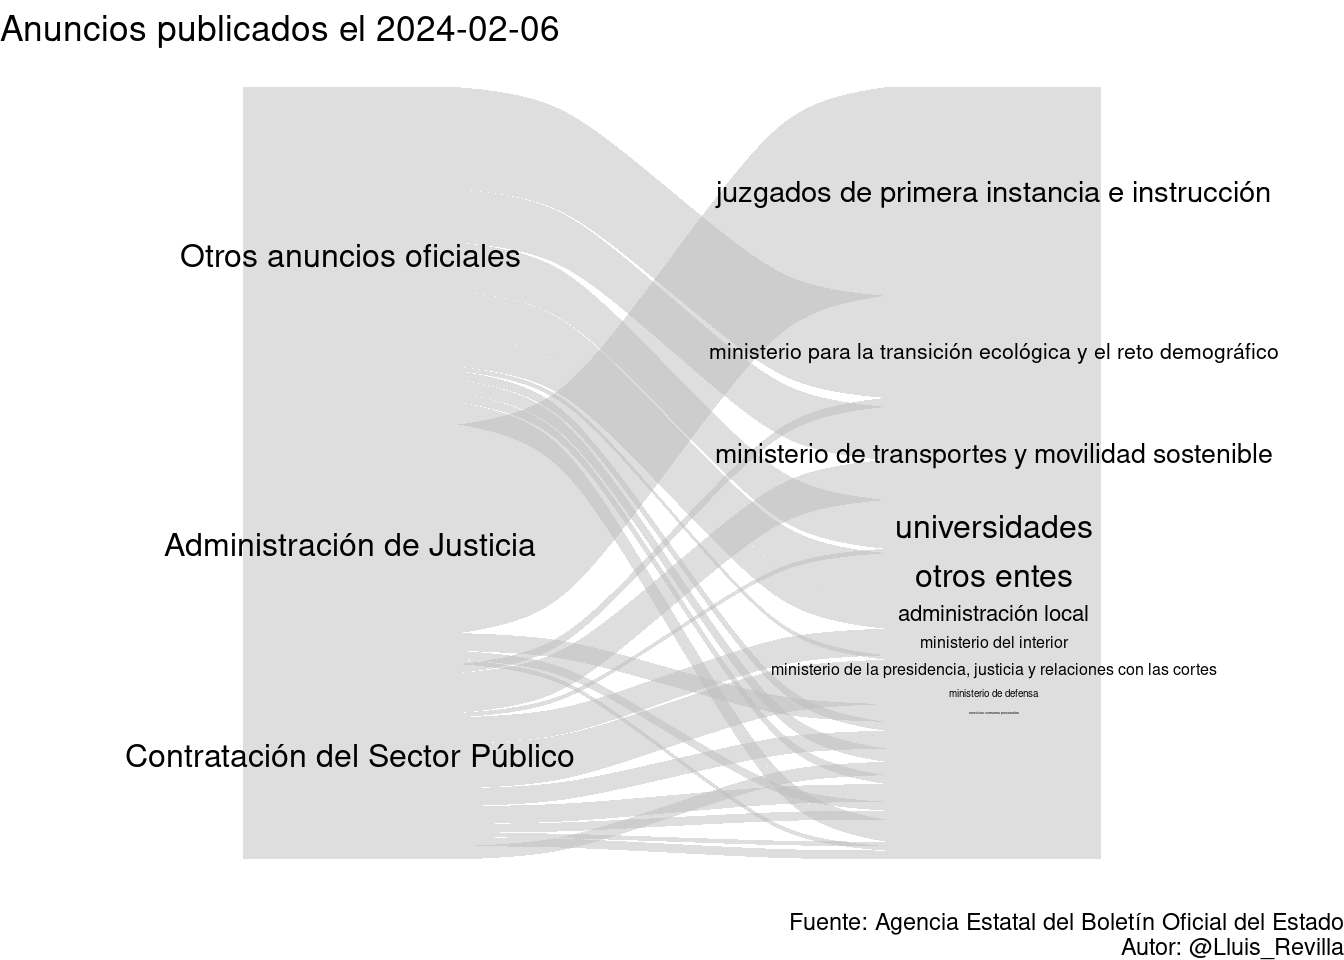 Anuncios publicados el 2024-02-06
juzgados de primera instancia e instrucción
Otros anuncios oficiales
ministerio para la transición ecológica y el reto demográfico
ministerio de transportes y movilidad sostenible
universidades
Administración de Justicia
otros entes
administración local
ministerio del interior
ministerio de la presidencia, justicia y relaciones con las cortes
ministerio de defensa
Contratación del Sector Público
Fuente: Agencia Estatal del Boletín Oficial del Estado
Autor: @Lluis_Revilla